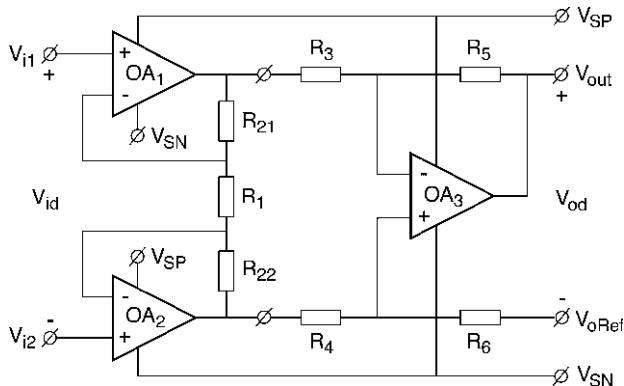 V_SP
V_i1
+
+
-
OA_1
R_3
R_5
V_out
+
R_21
V_SN
V_id
R_1
-
+
OA_3
V_od
V_SP
R_22
-
+
OA_2
-
V_i2
R_4
R_6
-
V_oRef
V_SN